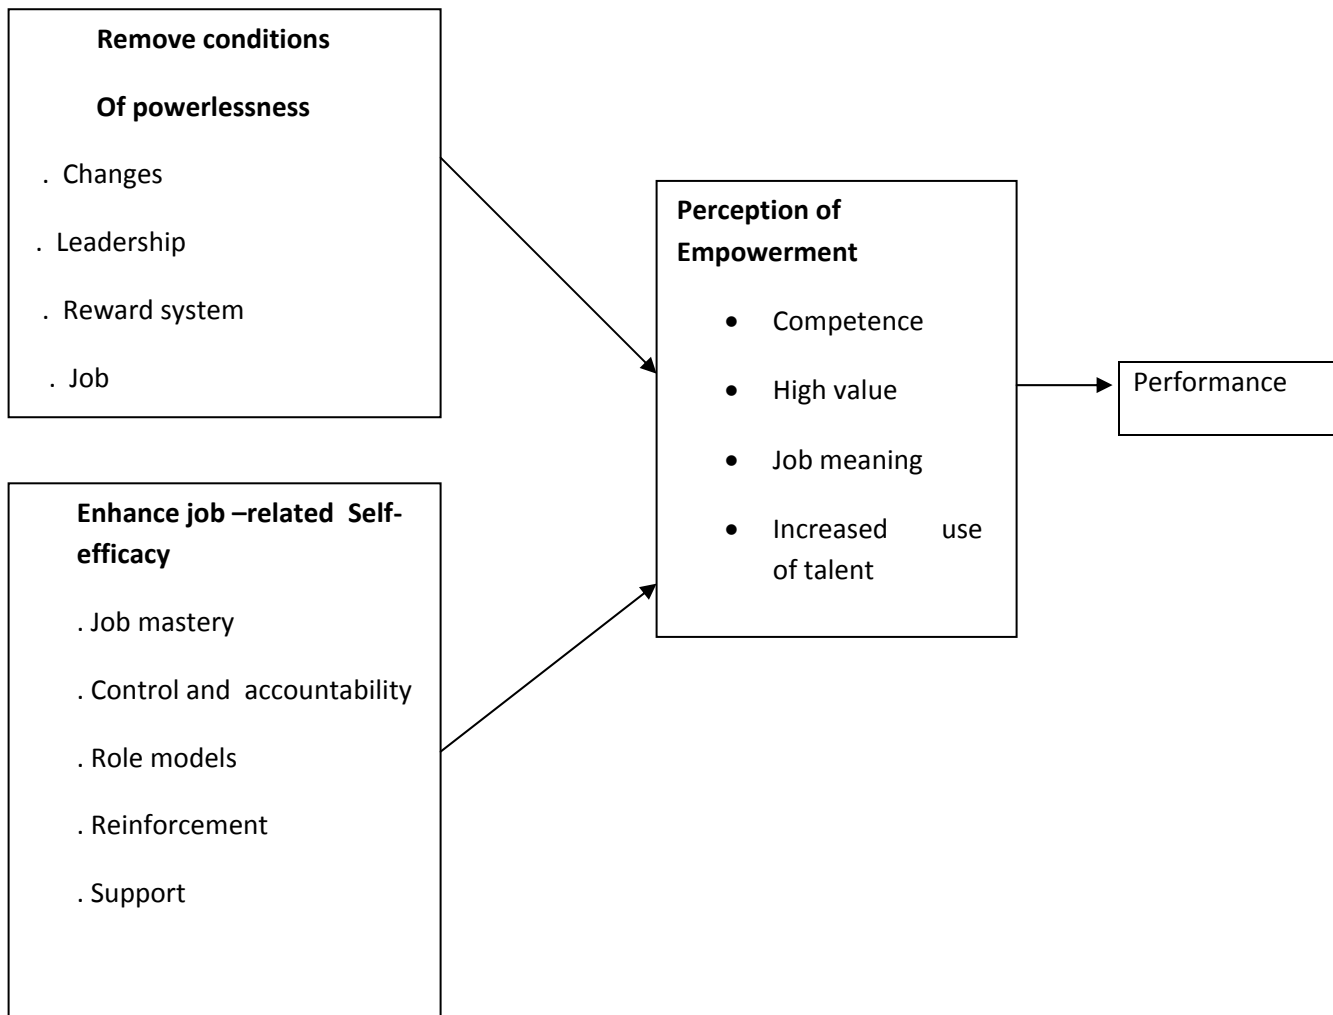 Remove conditions
Of powerlessness
. Changes
. Leadership
. Reward system
. Job
Enhance job –related Self-
efficacy
. Job mastery
. Control and accountability
. Role models
. Reinforcement
. Support
Perception of
Empowerment
• Competence
• High value
• Job meaning
• Increased use
of talent
Performance